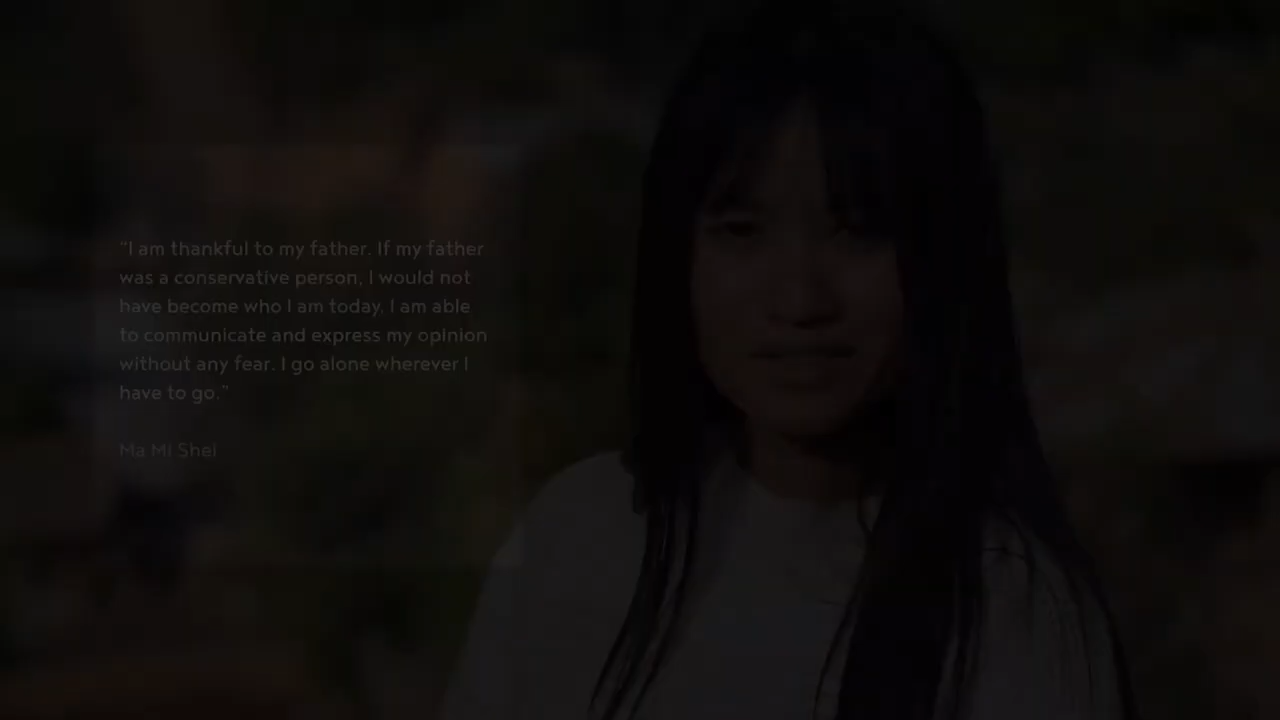 "I am thankful to my father. If my father
was a conservative person, I would not
have become who I am today. I am able
to communicate and express my opinion
without any fear. I go alone wherever I
have to go."
Ma Mi Shel